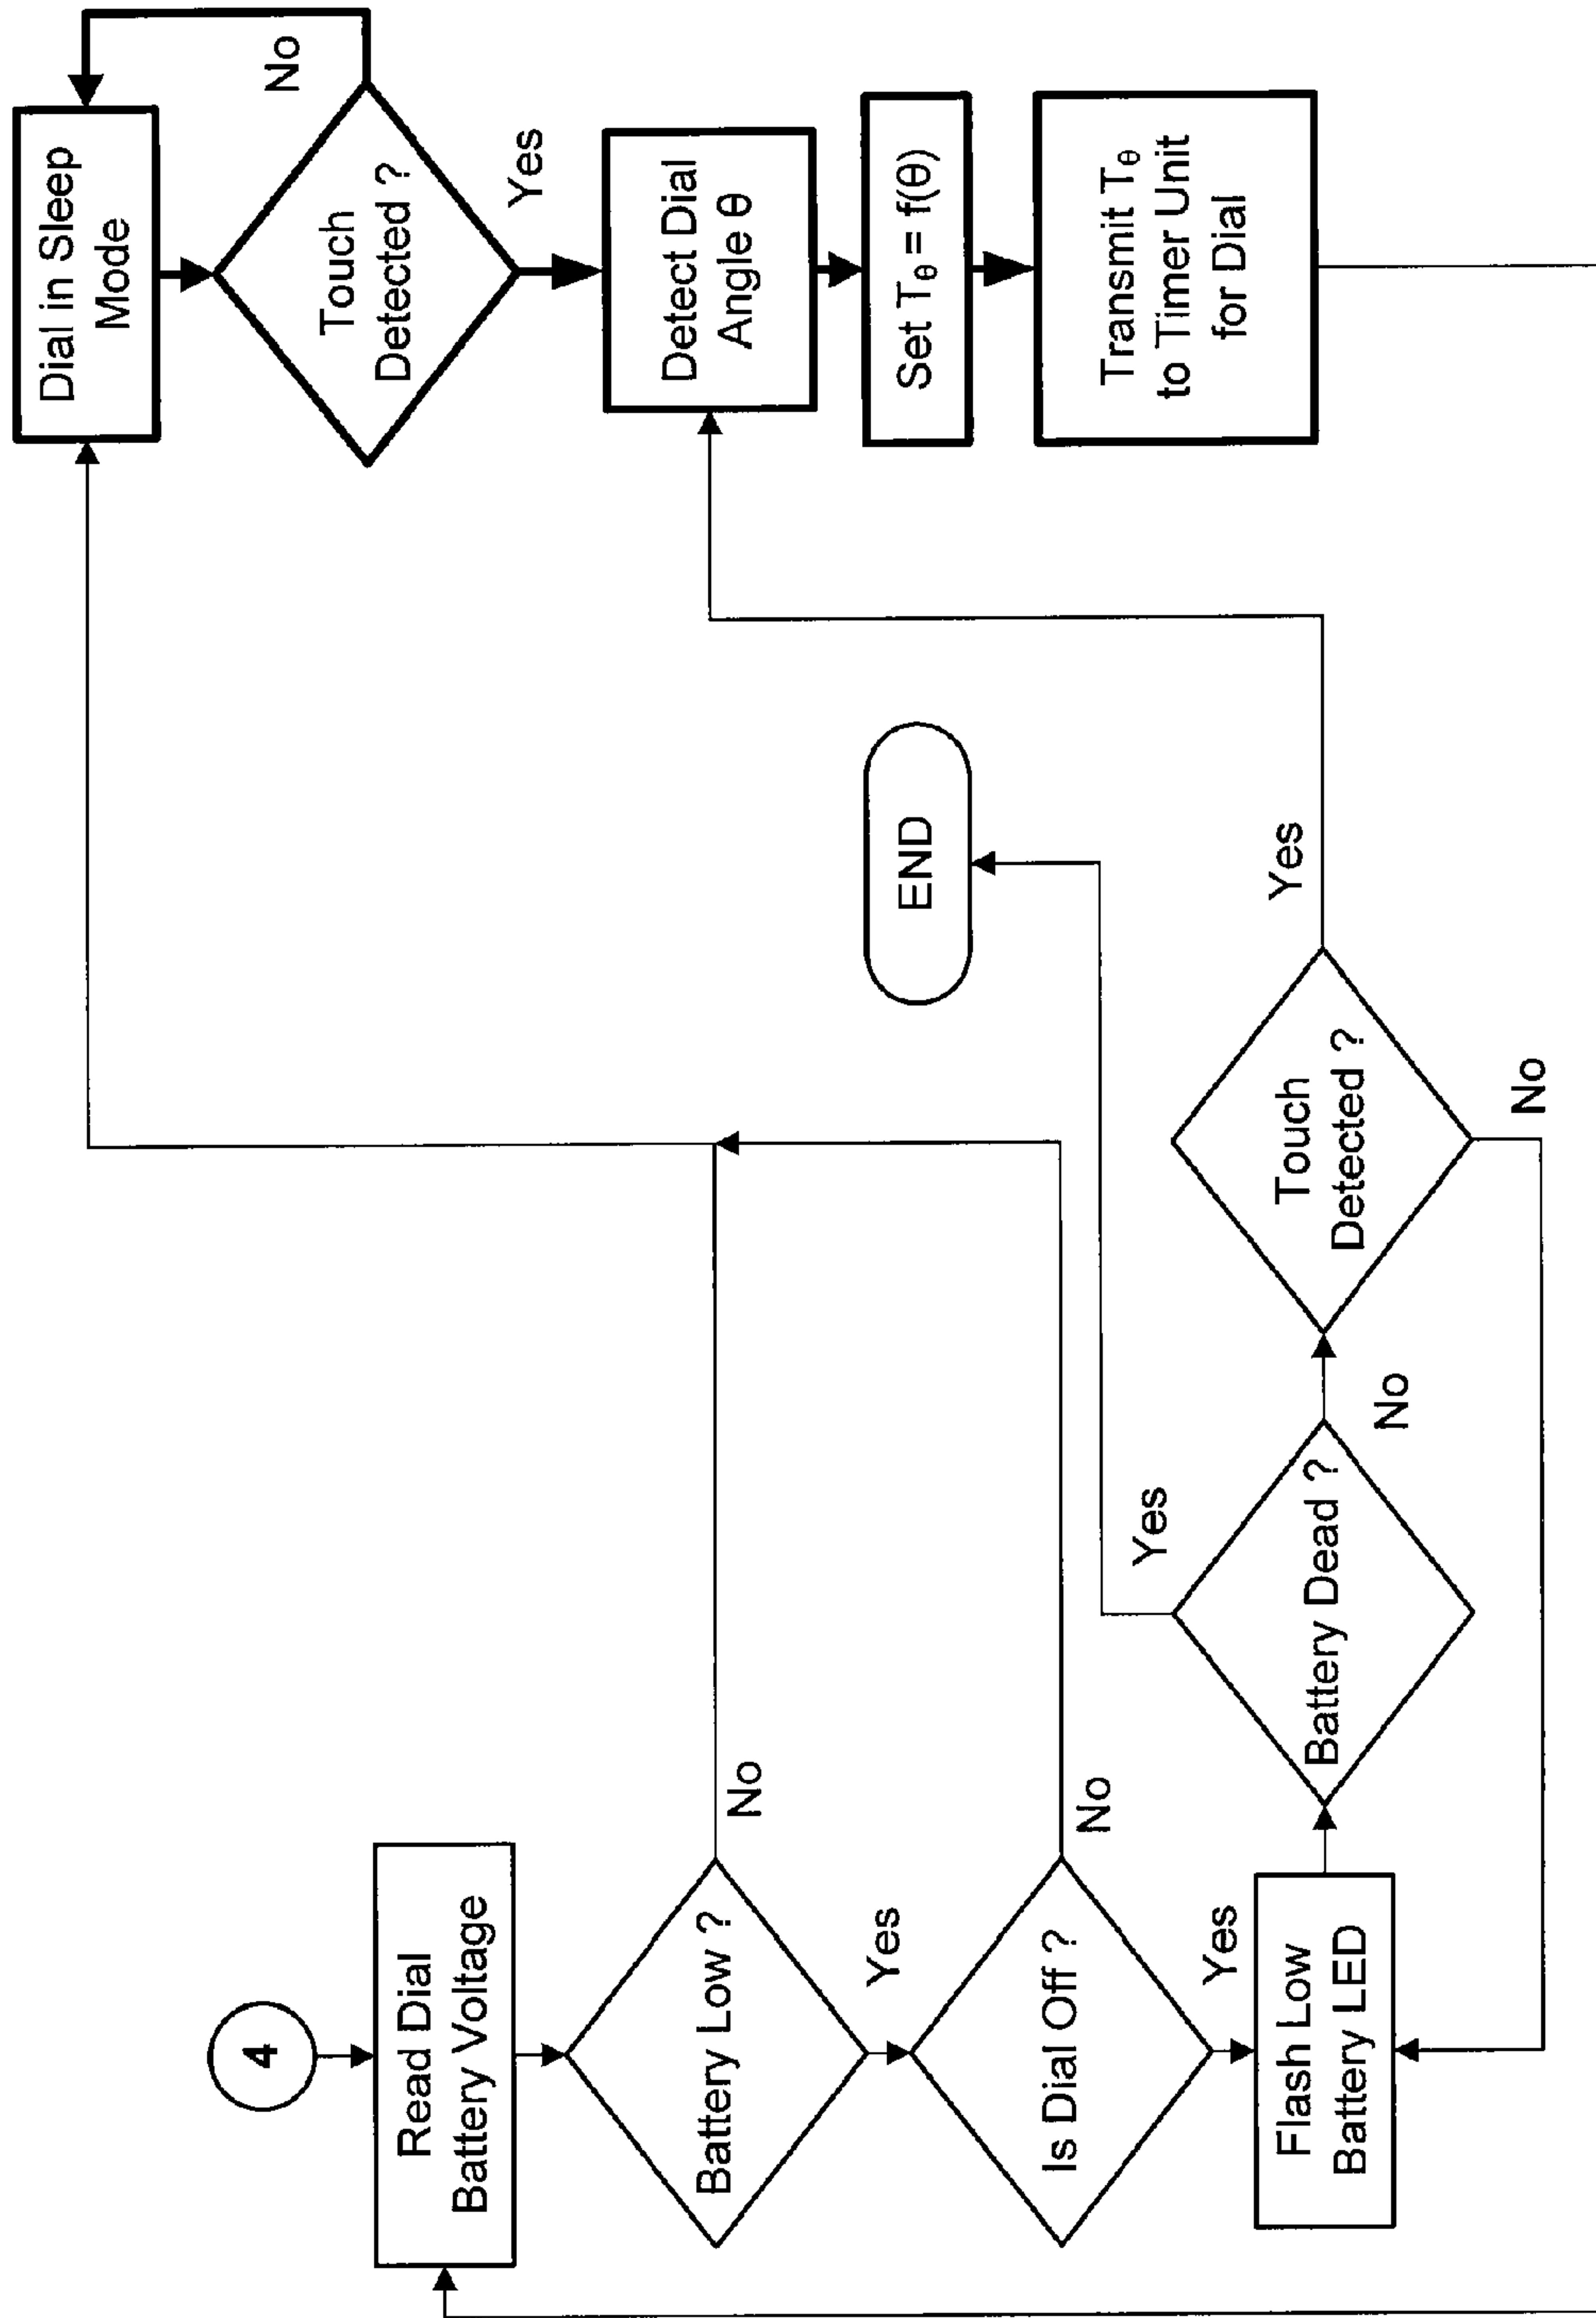 4
Read Dial
Battery Voltage
Battery Low ?
No
Yes
Is Dial Off ?
No
Yes
Flash Low
Battery LED
Battery Dead ?
Yes
No
Touch
Detected ?
Yes
No
END
Dial in Sleep
Mode
Touch
Detected ?
No
Yes
Detect Dial
Angle θ
Set Tθ = f(θ)
Transmit Tθ
to Timer Unit
for Dial